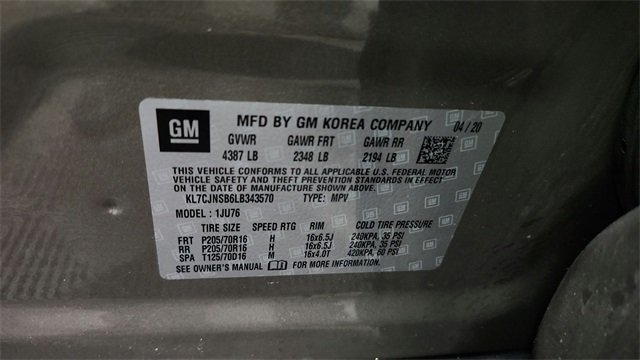 GM MFD BY GM KOREA COMPANY 04/20
GVWR GAWR FRT GAWR RR
4387 LB 2348 LB 2194 LB
THIS VEHICLE CONFORMS TO ALL APPLICABLE U.S. FEDERAL MOTOR
VEHICLE SAFETY AND THEFT PREVENTION STANDARDS IN
EFFECT ON THE DATE OF MANUFACTURE SHOWN ABOVE.
KL7CJNSB6LB343570 TYPE: MPV
MODEL : 1JU76
TIRE SIZE SPEED RTG RIM COLD TIRE PRESSURE
FRT P205/70R16 H 16x6.5J 240KPA, 35 PSI
RR P205/70R16 H 16x6.5J 240KPA, 35 PSI
SPA T125/70D16 M 16x4.0T 420KPA, 60 PSI
SEE OWNER'S MANUAL FOR MORE INFORMATION.